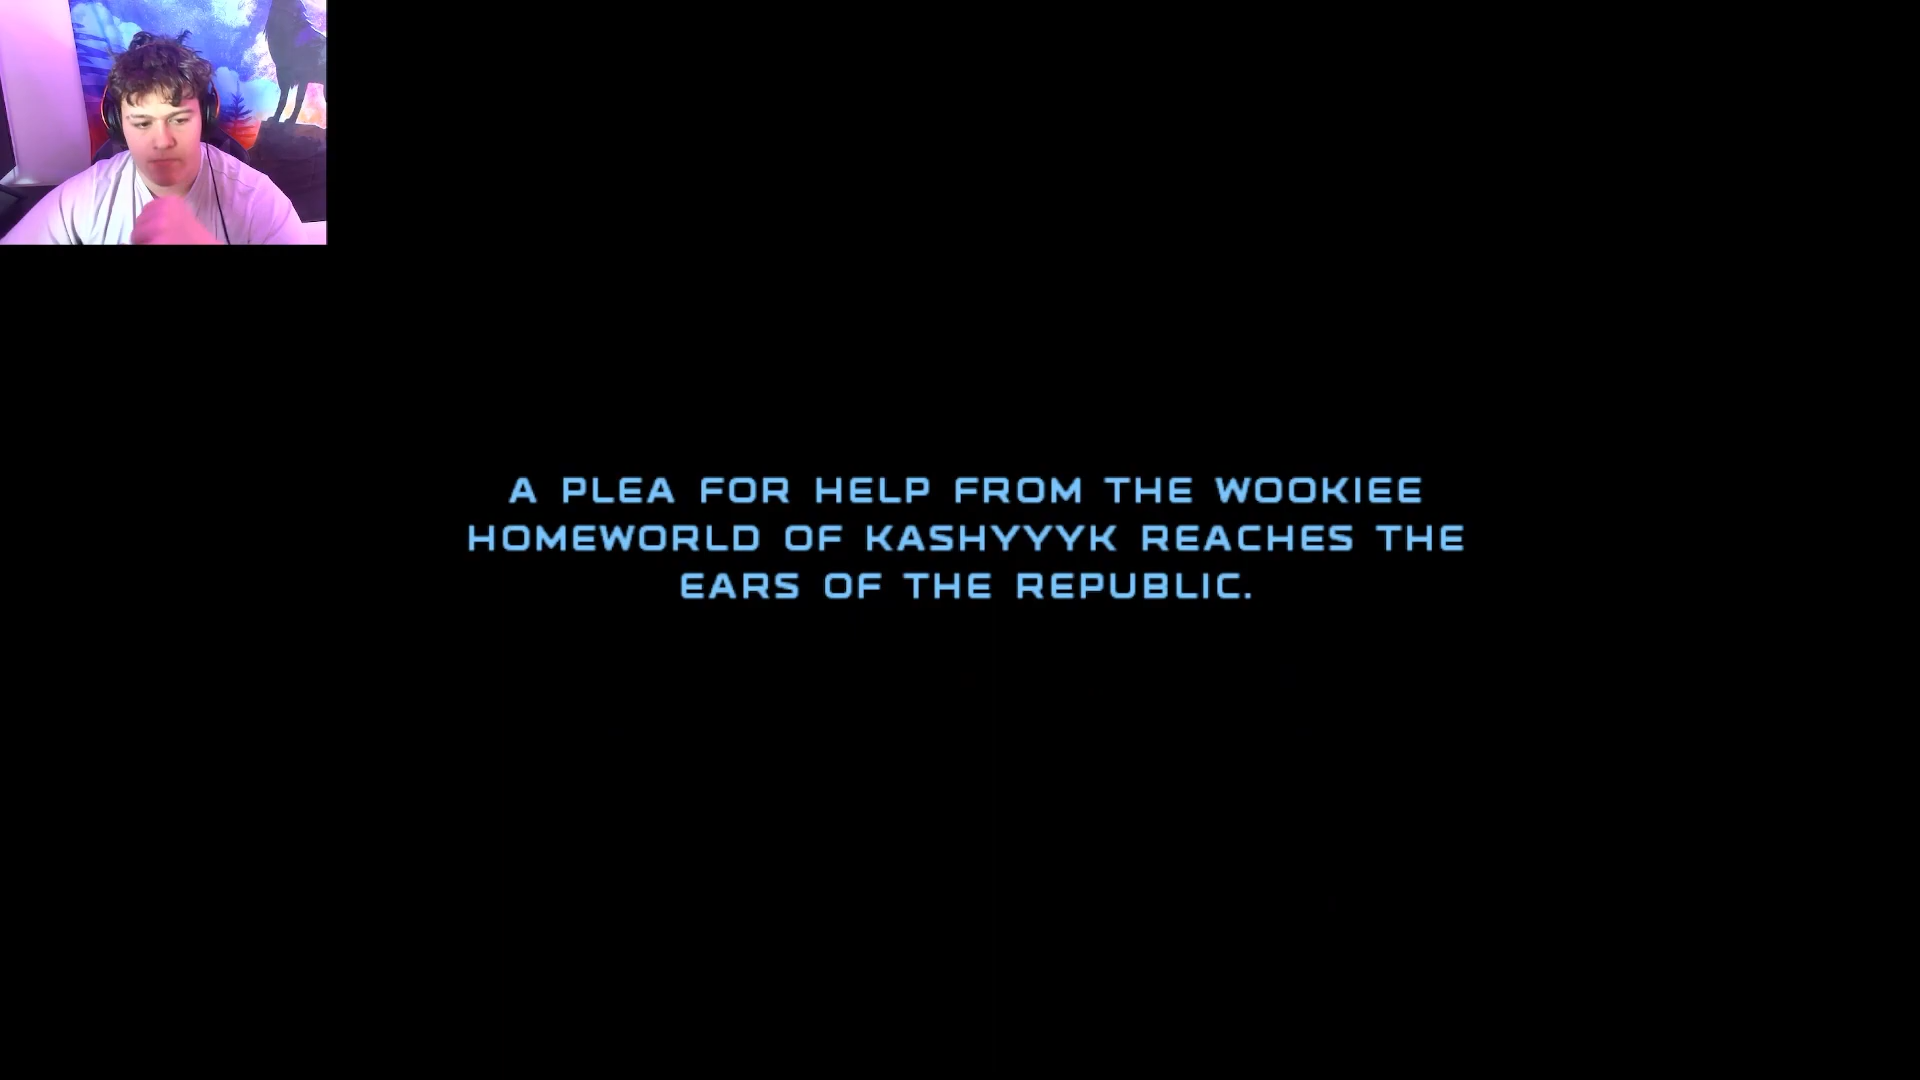 A PLEA FOR HELP FROM THE WOOKIEE
HOMEWORLD OF KASHYYYK REACHES THE
EARS OF THE REPUBLIC.